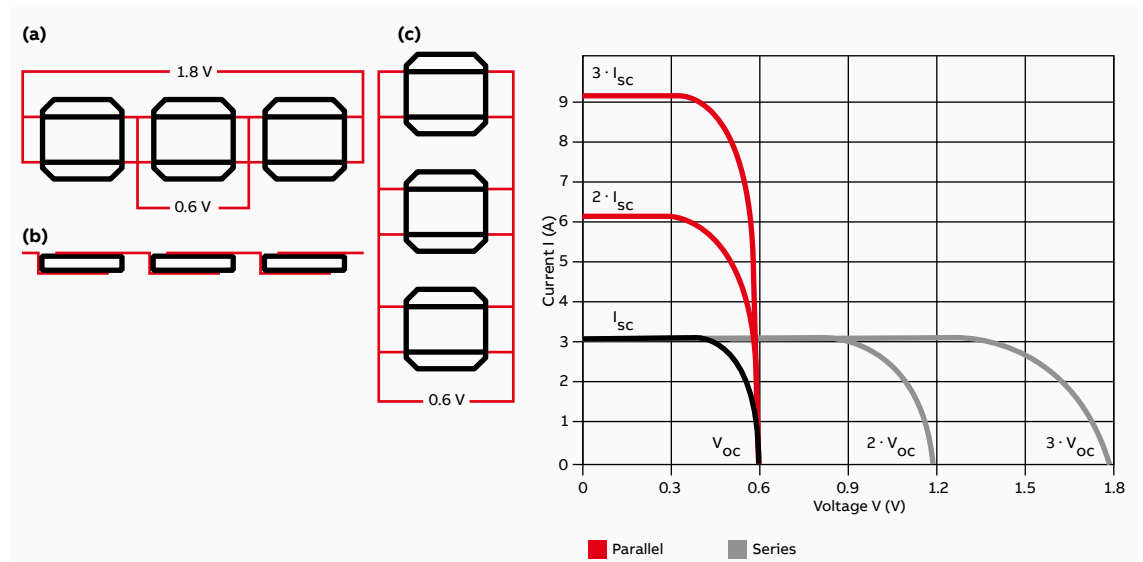 (a)
1.8 V
0.6 V
(b)
(c)
0.6 V
3 · Isc
2 · Isc
Isc
Voc
2 · Voc
3 · Voc
Current I (A)
9
8
7
6
5
4
3
2
1
0
0 0.3 0.6 0.9 1.2 1.5 1.8
Voltage V (V)
Parallel Series